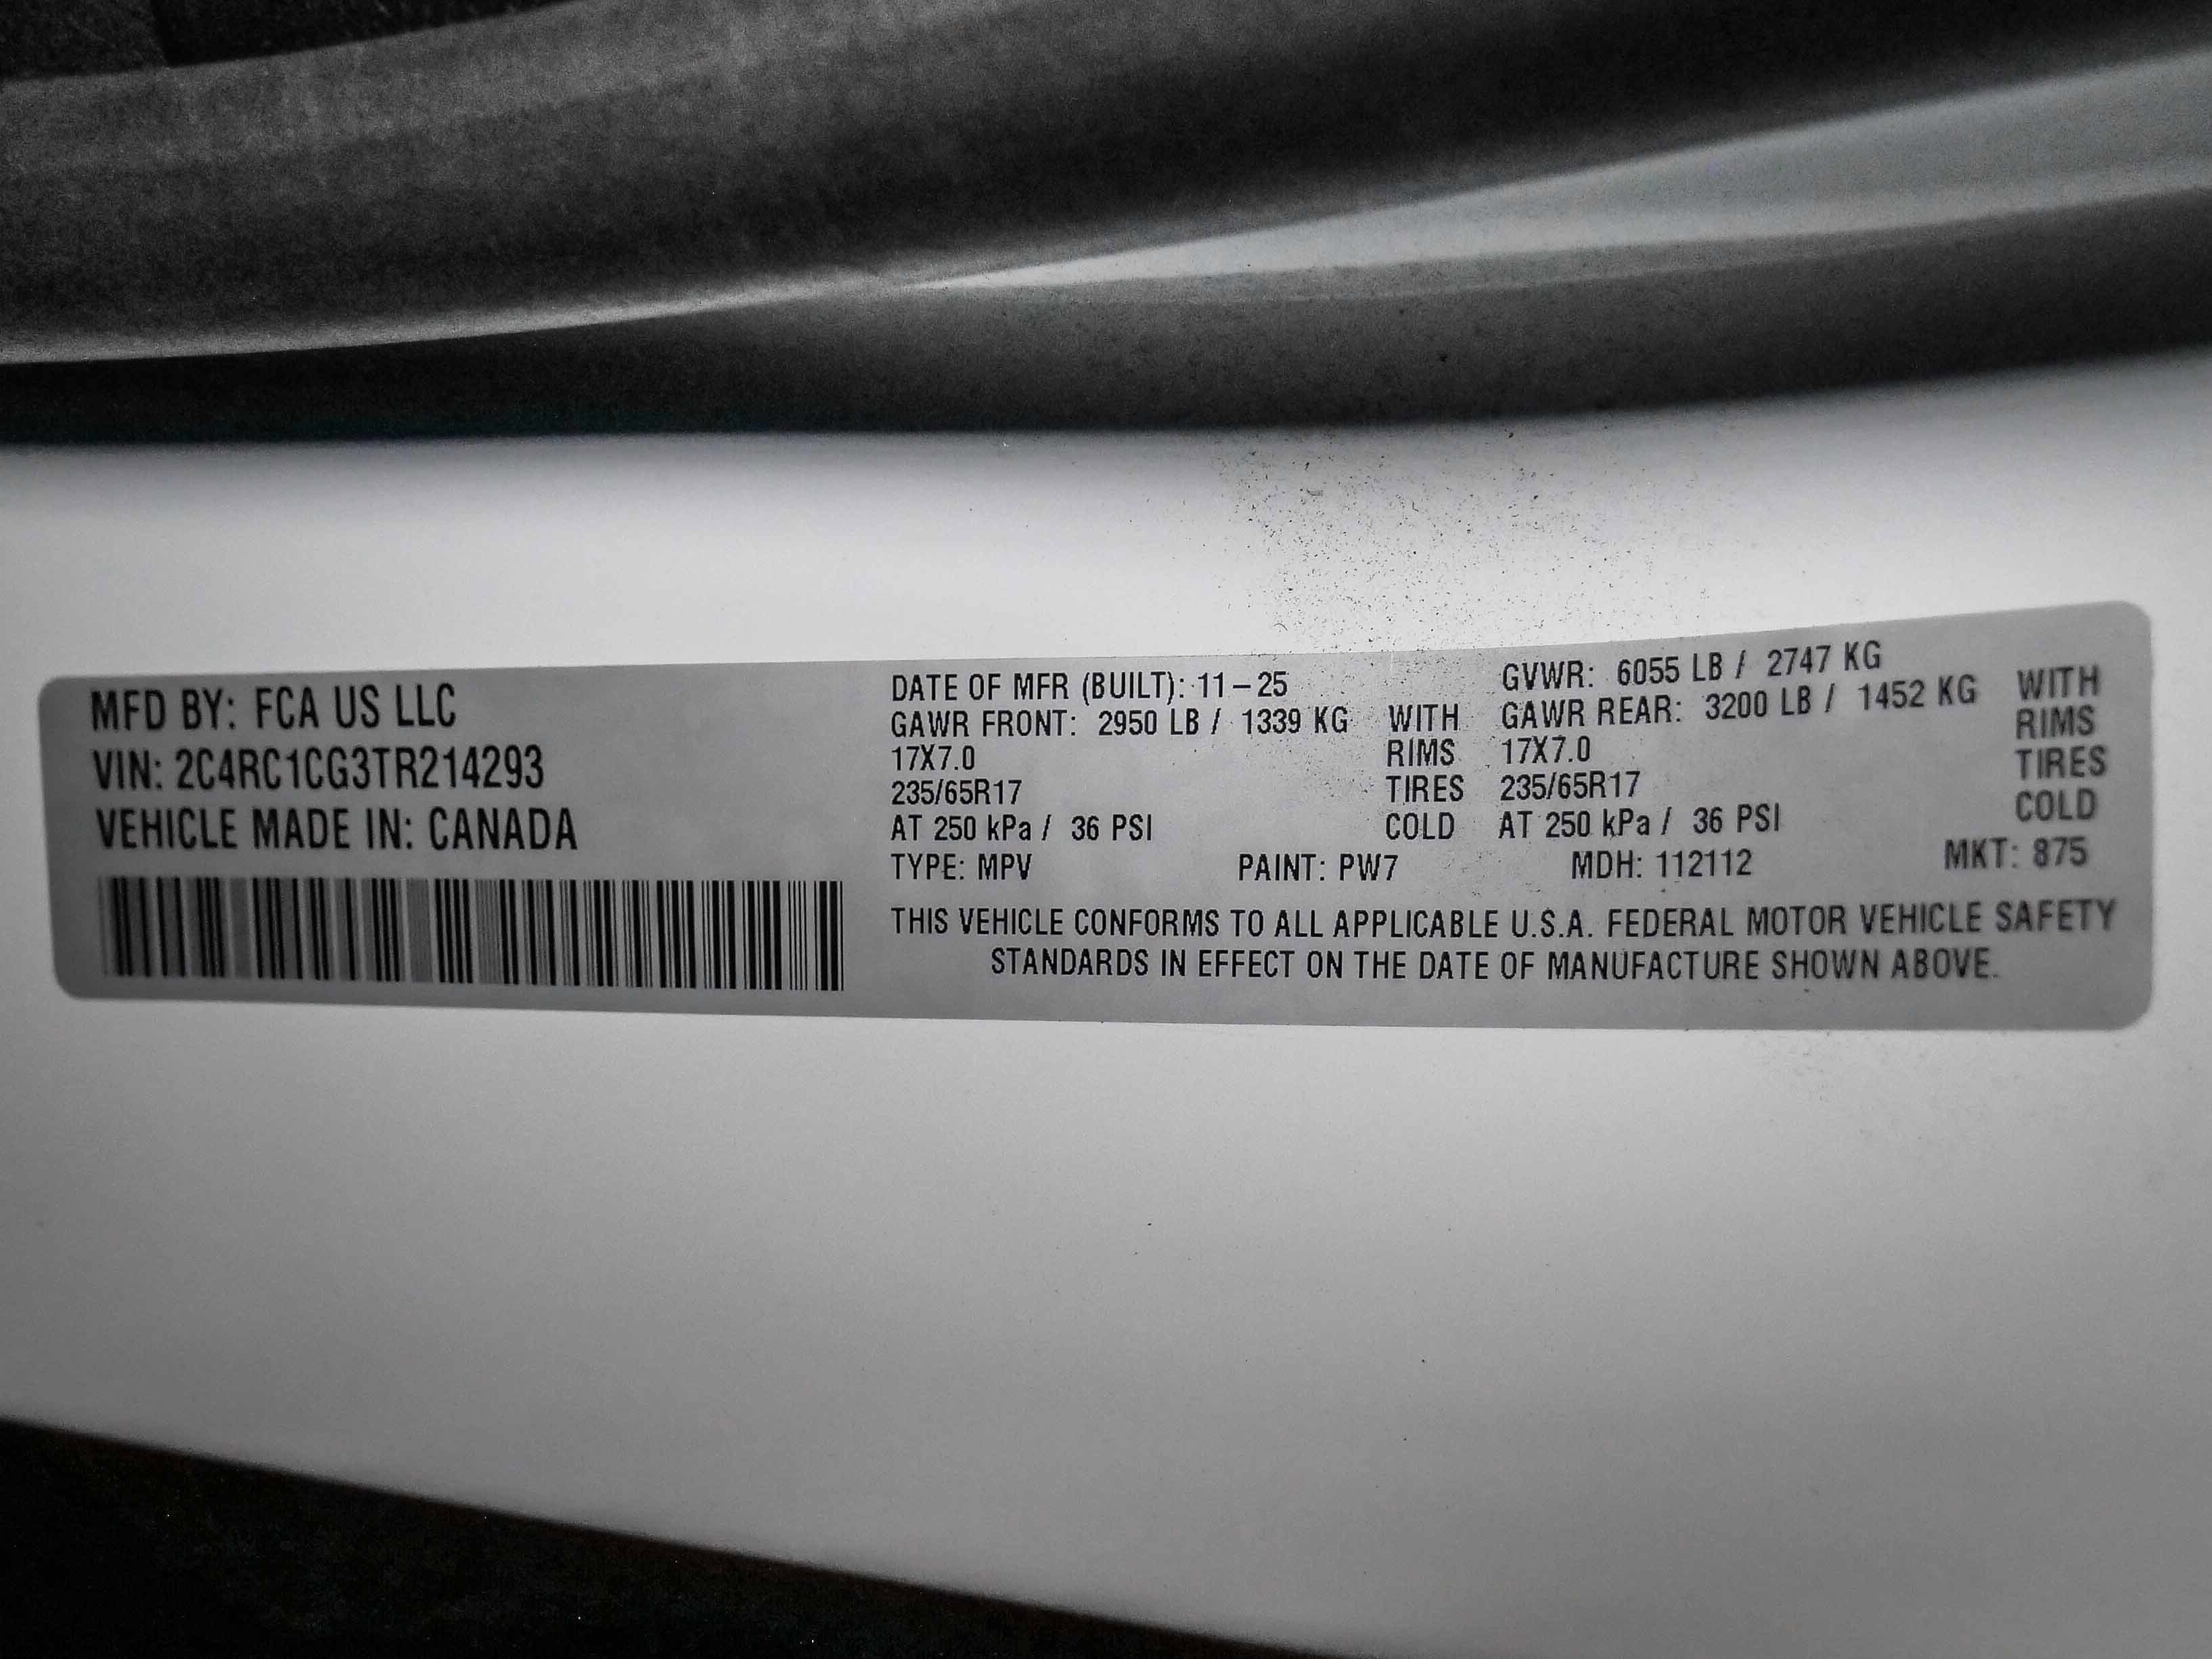 MFD BY: FCA US LLC
VIN: 2C4RC1CG3TR214293
VEHICLE MADE IN: CANADA
DATE OF MFR (BUILT): 11-25 GVWR: 6055 LB / 2747 KG
GAWR FRONT: 2950 LB / 1339 KG WITH GAWR REAR: 3200 LB / 1452 KG WITH
17X7.0 RIMS 17X7.0 RIMS
235/65R17 TIRES 235/65R17 TIRES
AT 250 kPa / 36 PSI COLD AT 250 kPa / 36 PSI COLD
TYPE: MPV PAINT: PW7 MDH: 112112 MKT: 875
THIS VEHICLE CONFORMS TO ALL APPLICABLE U.S.A. FEDERAL MOTOR VEHICLE SAFETY
STANDARDS IN EFFECT ON THE DATE OF MANUFACTURE SHOWN ABOVE.